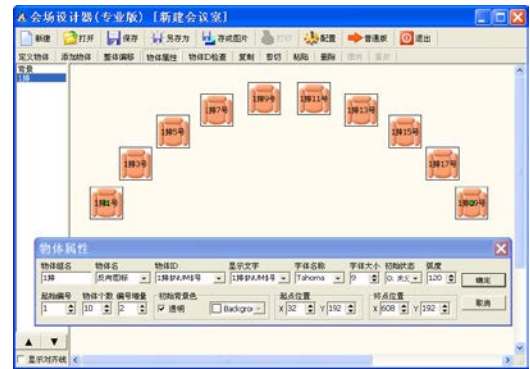 会场设计器(专业版) [新建会议室]
新建 打开 保存 另存为 存成图片 打印 配置 普通版 退出
定义物体 添加物体 整体偏移 物体属性 物体ID检查 复制 剪切 粘贴 删除
背景
1排
1排9号 1排11号
1排7号 1排13号
1排5号 1排15号
1排3号 1排17号
1排1号
物体属性
物体组名 物体名 物体ID 显示文字 字体名称 字体大小 初始状态 弧度
1排 反向图标 1排$NUM$号 1排$NUM$号 Tahoma 9 120 确定
起始编号 物体个数 编号增量 初始背景色 起点位置 终点位置
1 10 2 透明 Backgro X 32 Y 192 X 608 Y 192 取消
显示对齐线